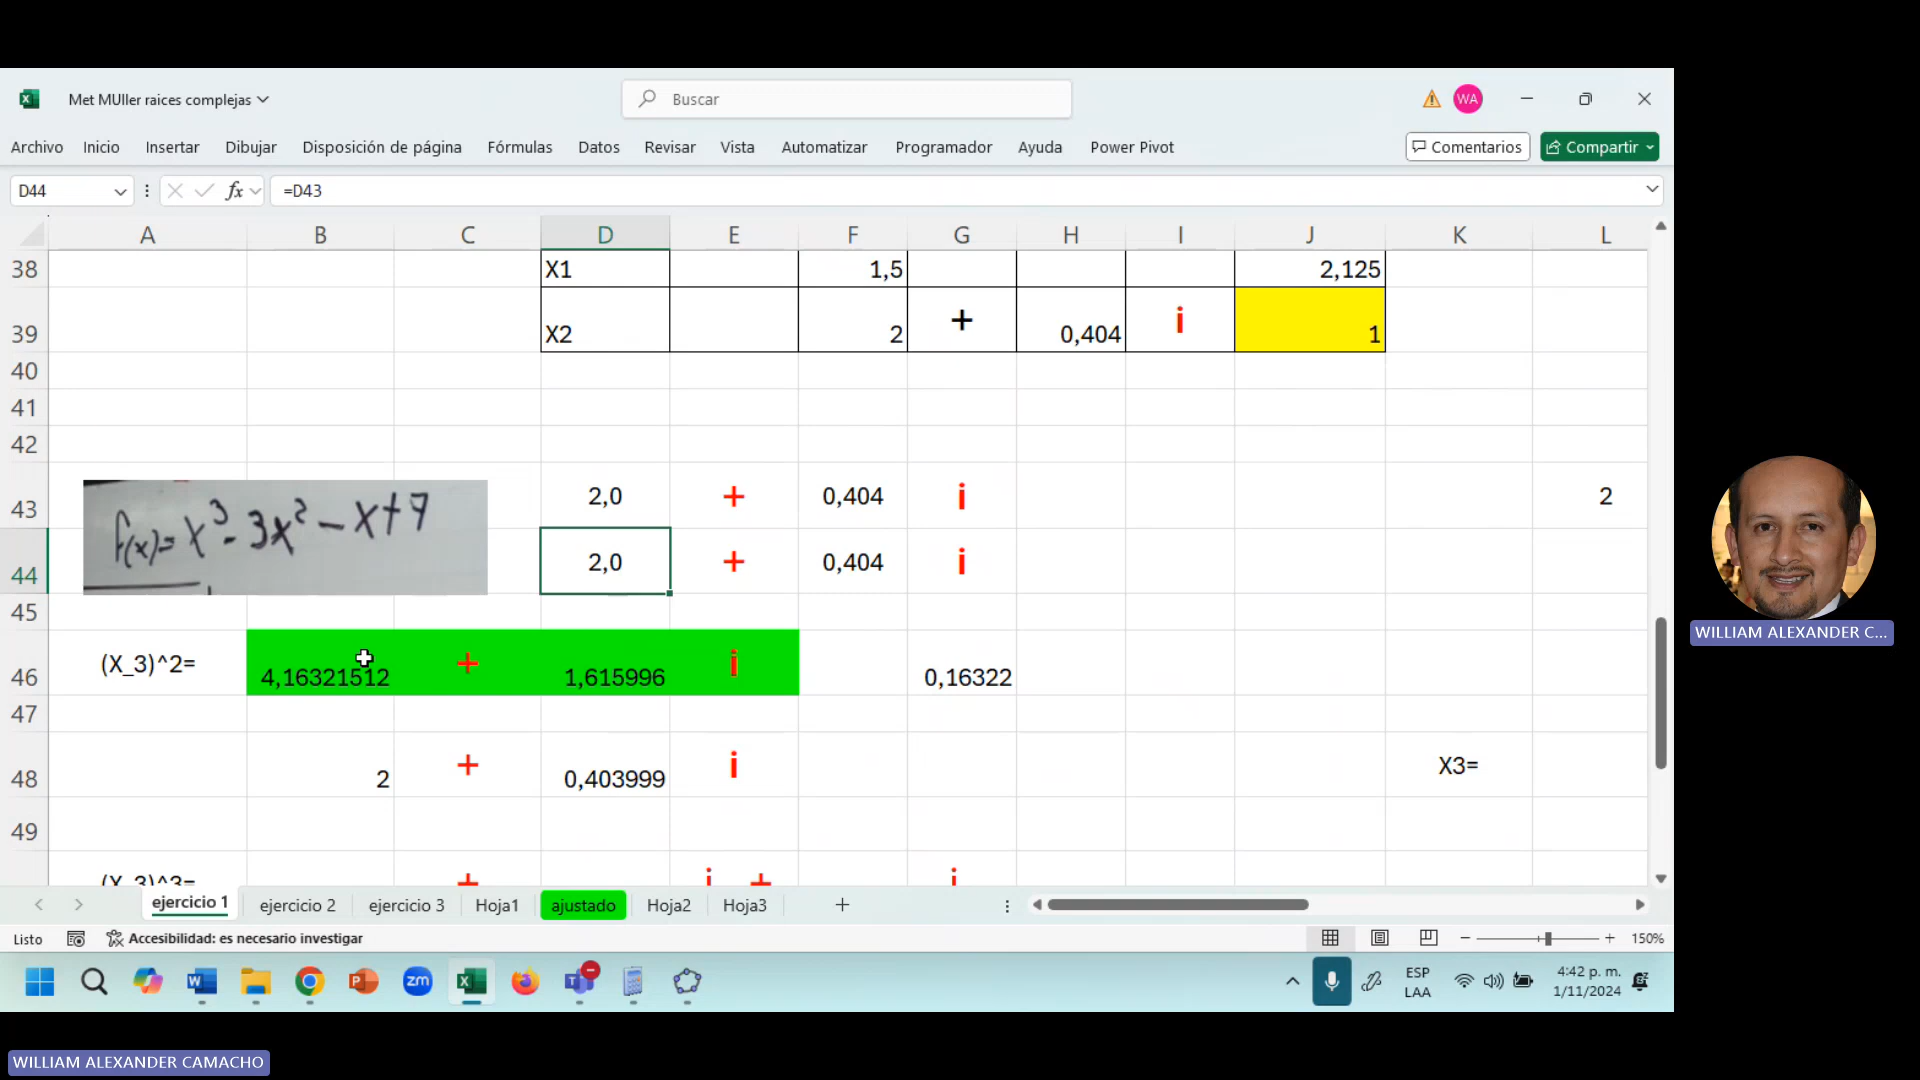 Met MUller raices complejas
Buscar
WA
Archivo Inicio Insertar Dibujar Disposición de página Fórmulas Datos Revisar Vista Automatizar Programador Ayuda Power Pivot Comentarios Compartir
D44 fx =D43
A B C D E F G H I J K L
38 X1 1,5 2,125
39 X2 2 + 0,404 i 1
40
41
42
43 2,0 + 0,404 i 2
f(x)= x³ - 3x² - x + 7
44 2,0 + 0,404 i
45
46 (X_3)^2= 4,16321512 + 1,615996 i 0,16322
47
48 2 + 0,403999 i X3=
49
(X_3)^3= + i + i
ejercicio 1 ejercicio 2 ejercicio 3 Hoja1 ajustado Hoja2 Hoja3
Listo Accesibilidad: es necesario investigar 150%
W P zm X T
ESP
LAA
4:42 p. m.
1/11/2024
WILLIAM ALEXANDER C...
WILLIAM ALEXANDER CAMACHO